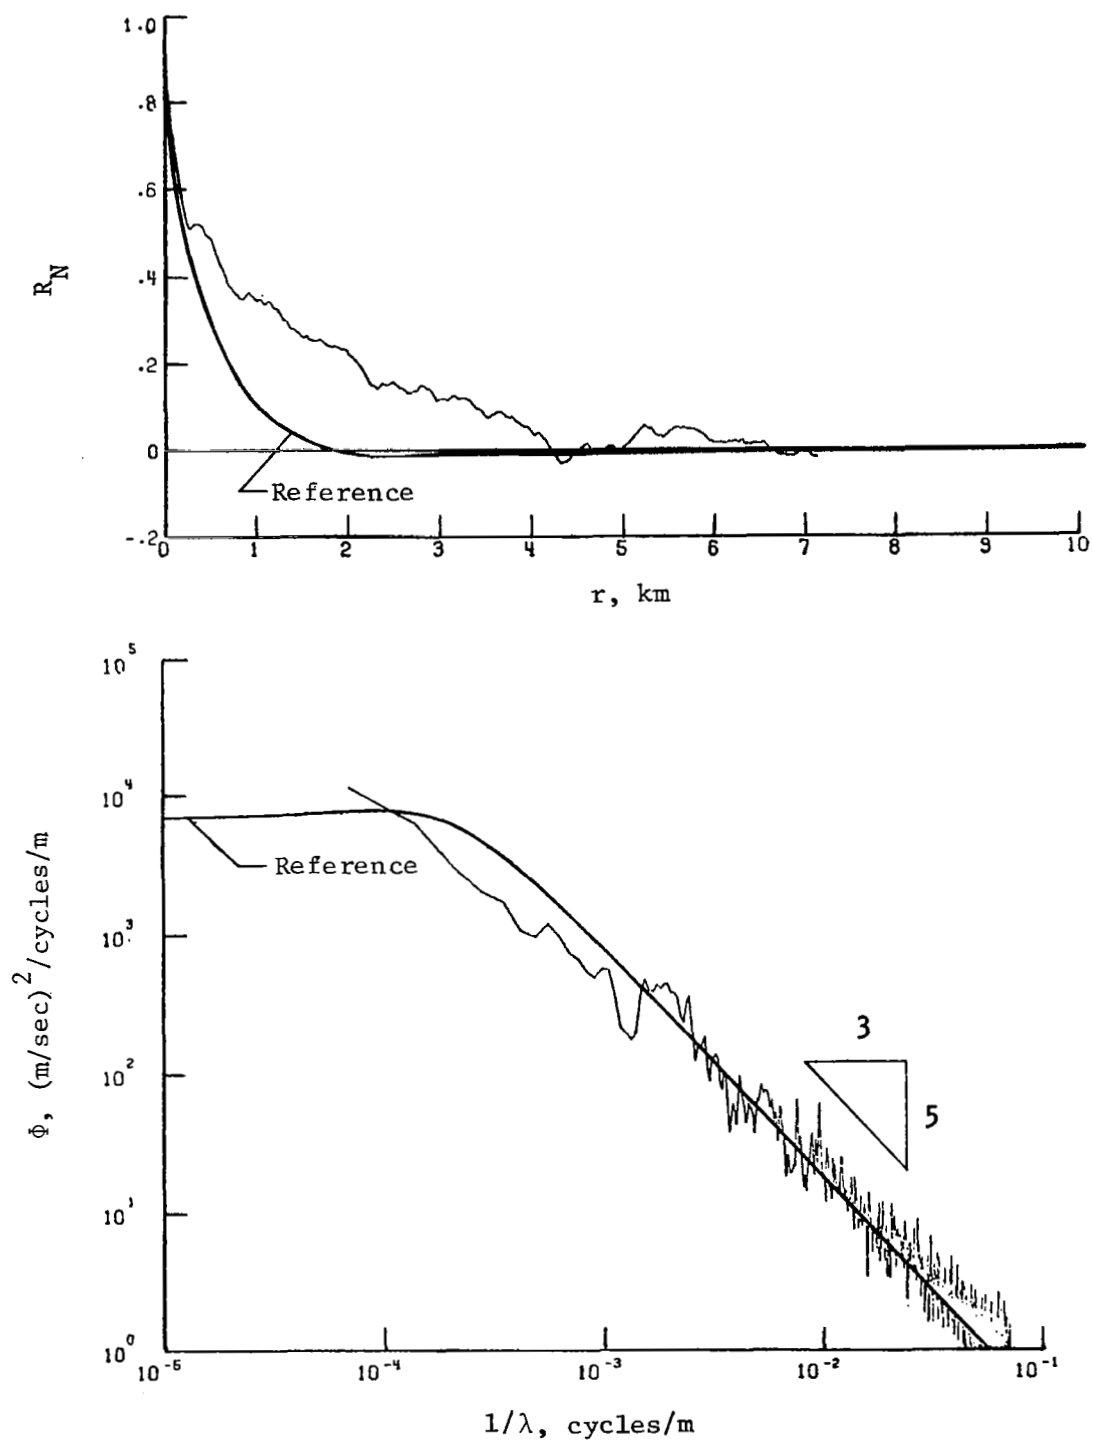 1.0
.8
.6
.4
.2
0
-.2
R_N
Reference
0 1 2 3 4 5 6 7 8 9 10
r, km
10^5
10^4
10^3
10^2
10^1
10^0
Φ, (m/sec)^2/cycles/m
Reference
3
5
10^-5 10^-4 10^-3 10^-2 10^-1
1/λ, cycles/m